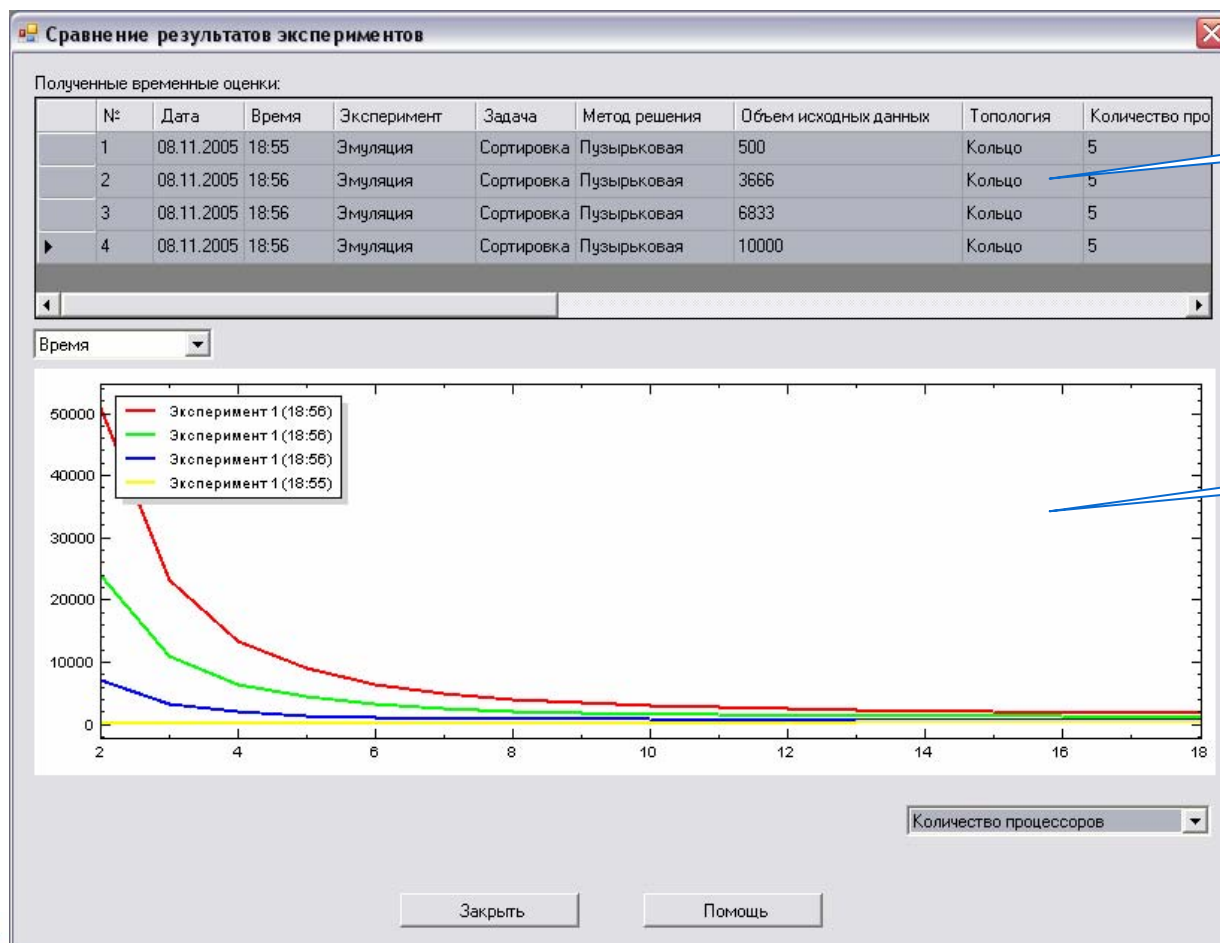 Сравнение результатов экспериментов
Полученные временные оценки:
№ Дата Время Эксперимент Задача Метод решения Объем исходных данных Топология Количество про
1 08.11.2005 18:55 Эмуляция Сортировка Пузырьковая 500 Кольцо 5
2 08.11.2005 18:56 Эмуляция Сортировка Пузырьковая 3666 Кольцо 5
3 08.11.2005 18:56 Эмуляция Сортировка Пузырьковая 6833 Кольцо 5
4 08.11.2005 18:56 Эмуляция Сортировка Пузырьковая 10000 Кольцо 5
Время
50000
40000
30000
20000
10000
0
Эксперимент 1 (18:56)
Эксперимент 1 (18:56)
Эксперимент 1 (18:56)
Эксперимент 1 (18:55)
2 4 6 8 10 12 14 16 18
Количество процессоров
Закрыть Помощь